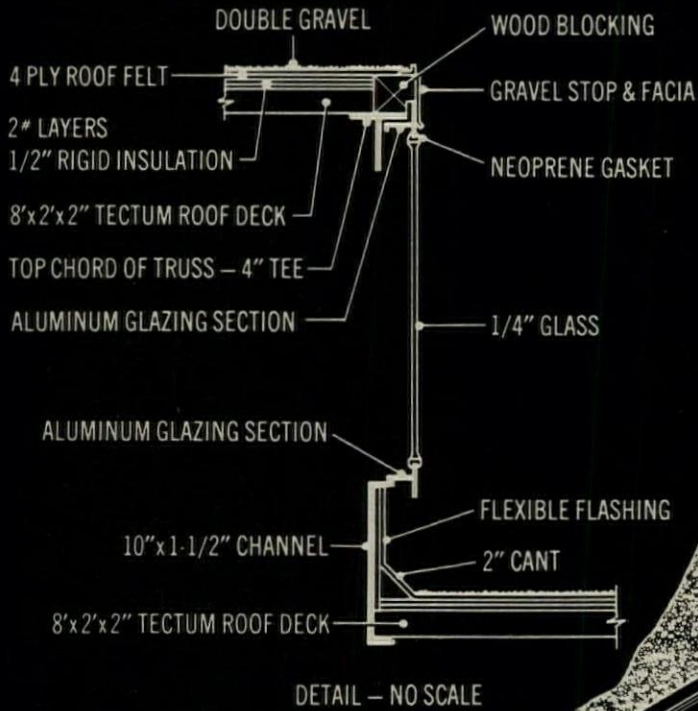 DOUBLE GRAVEL
WOOD BLOCKING
4 PLY ROOF FELT
GRAVEL STOP & FACIA
2# LAYERS
1/2" RIGID INSULATION
NEOPRENE GASKET
8'x2'x2" TECTUM ROOF DECK
TOP CHORD OF TRUSS – 4" TEE
ALUMINUM GLAZING SECTION
1/4" GLASS
ALUMINUM GLAZING SECTION
FLEXIBLE FLASHING
10"x1-1/2" CHANNEL
2" CANT
8'x2'x2" TECTUM ROOF DECK
DETAIL – NO SCALE